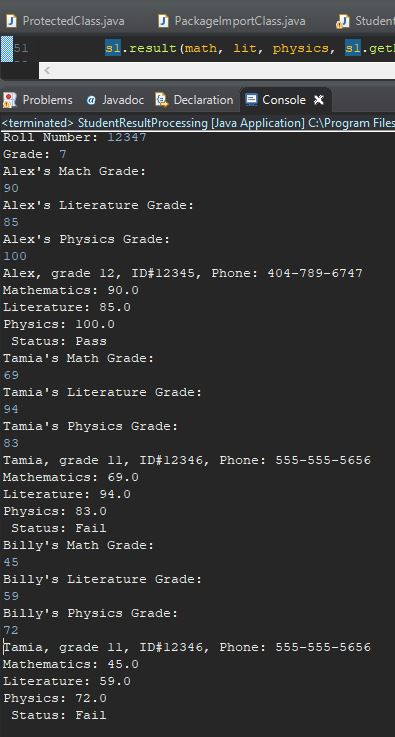 ProtectedClass.java PackageImportClass.java Student
51 sl.result(math, lit, physics, sl.get
Problems @ Javadoc Declaration Console
<terminated> StudentResultProcessing [Java Application] C:\Program Files
Roll Number: 12347
Grade: 7
Alex's Math Grade:
90
Alex's Literature Grade:
85
Alex's Physics Grade:
100
Alex, grade 12, ID#12345, Phone: 404-789-6747
Mathematics: 90.0
Literature: 85.0
Physics: 100.0
Status: Pass
Tamia's Math Grade:
69
Tamia's Literature Grade:
94
Tamia's Physics Grade:
83
Tamia, grade 11, ID#12346, Phone: 555-555-5656
Mathematics: 69.0
Literature: 94.0
Physics: 83.0
Status: Fail
Billy's Math Grade:
45
Billy's Literature Grade:
59
Billy's Physics Grade:
72
Tamia, grade 11, ID#12346, Phone: 555-555-5656
Mathematics: 45.0
Literature: 59.0
Physics: 72.0
Status: Fail